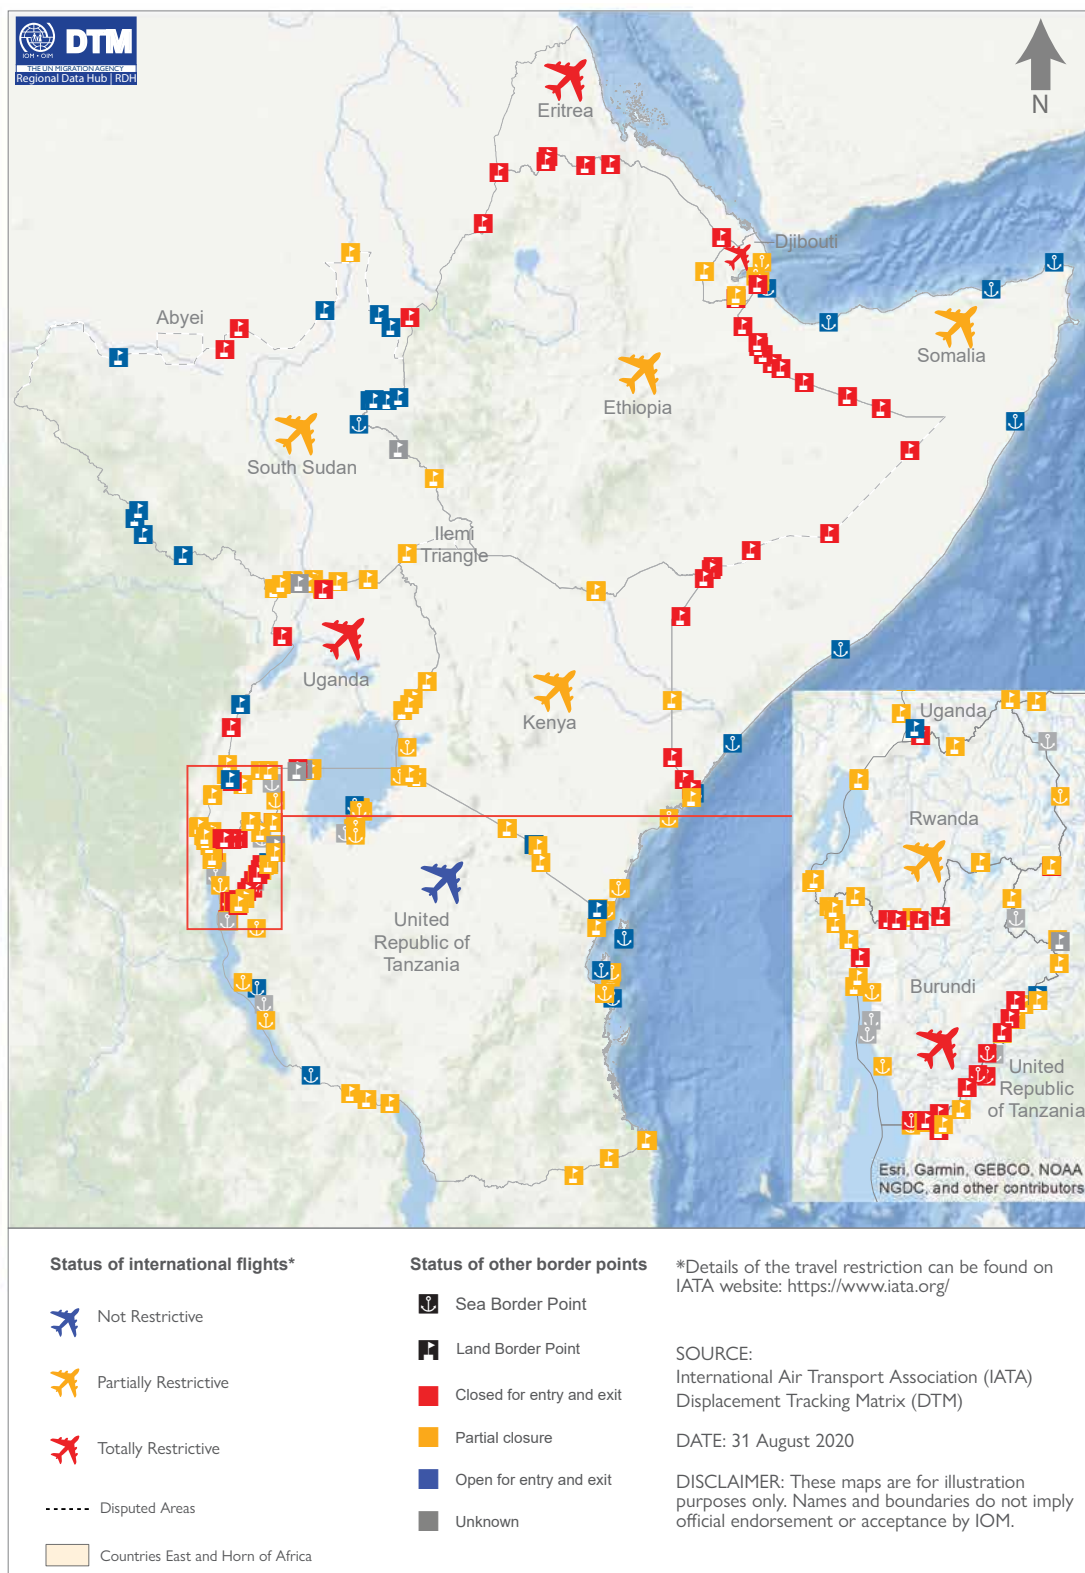 IOM • OIM
DTM
THE UN MIGRATION AGENCY
Regional Data Hub | RDH
N
Eritrea
Djibouti
Abyei
Somalia
Ethiopia
South Sudan
Ilemi
Triangle
Uganda
Kenya
United
Republic of
Tanzania
Uganda
Rwanda
Burundi
United
Republic
of Tanzania
Esri, Garmin, GEBCO, NOAA
NGDC, and other contributors
Status of international flights*
Not Restrictive
Partially Restrictive
Totally Restrictive
Disputed Areas
Countries East and Horn of Africa
Status of other border points
Sea Border Point
Land Border Point
Closed for entry and exit
Partial closure
Open for entry and exit
Unknown
*Details of the travel restriction can be found on
IATA website: https://www.iata.org/
SOURCE:
International Air Transport Association (IATA)
Displacement Tracking Matrix (DTM)
DATE: 31 August 2020
DISCLAIMER: These maps are for illustration
purposes only. Names and boundaries do not imply
official endorsement or acceptance by IOM.